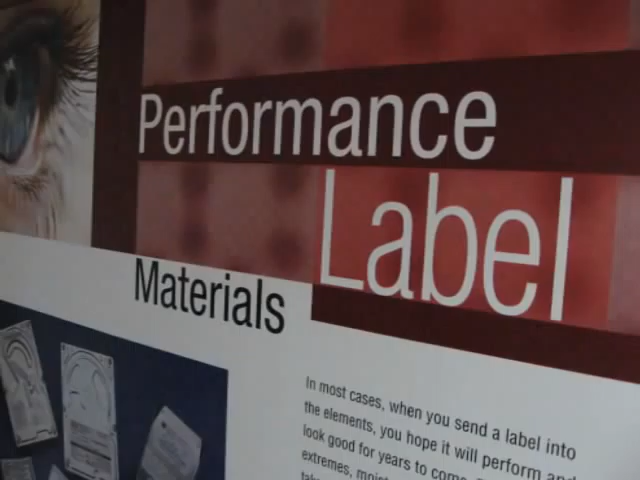 Performance
Label
Materials
In most cases, when you send a label into
the elements, you hope it will perform and
look good for years to come.
extremes,